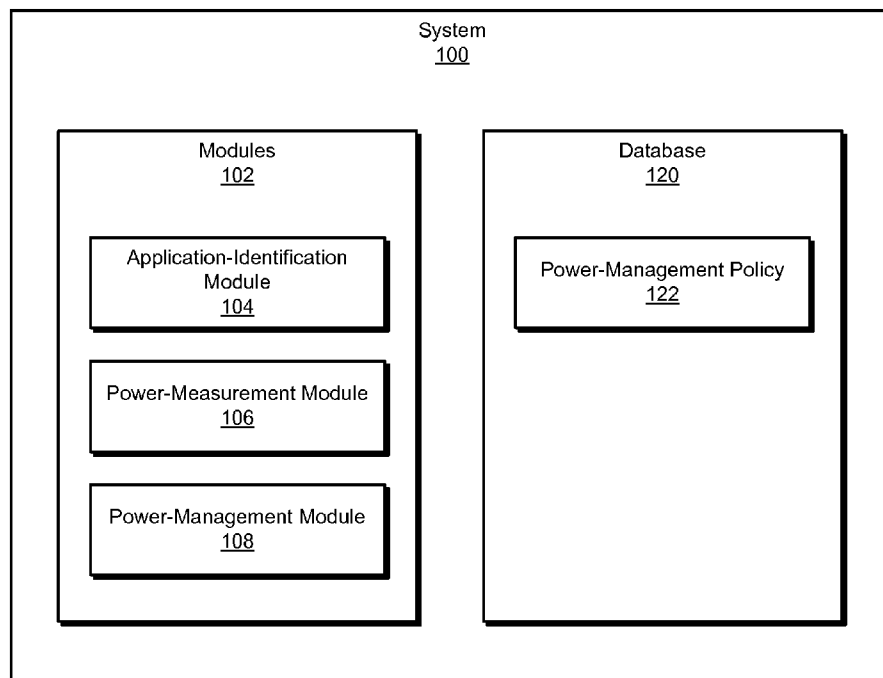 System
100
Modules
102
Application-Identification
Module
104
Power-Measurement Module
106
Power-Management Module
108
Database
120
Power-Management Policy
122